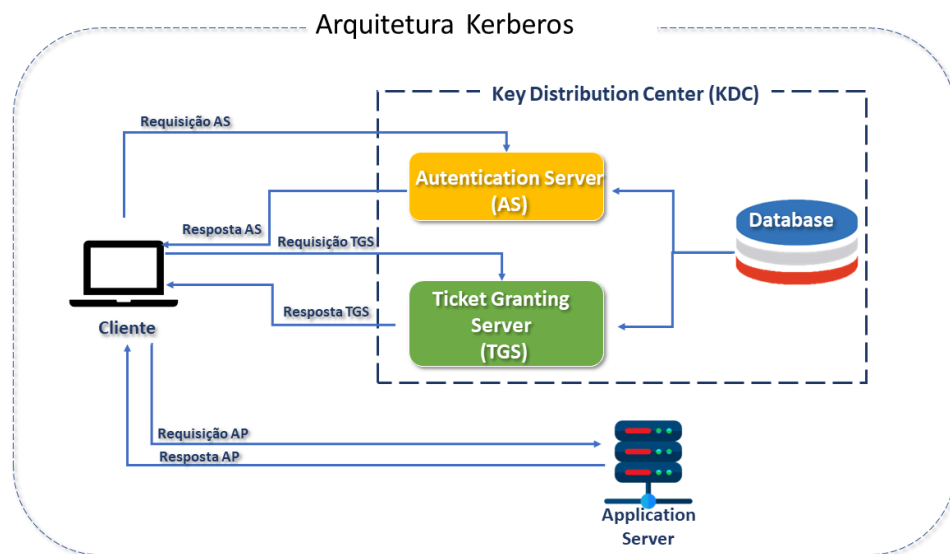 Arquitetura Kerberos
Key Distribution Center (KDC)
Requisição AS
Autentication Server
(AS)
Database
Resposta AS
Requisição TGS
Ticket Granting
Server
(TGS)
Resposta TGS
Cliente
Requisição AP
Resposta AP
Application
Server